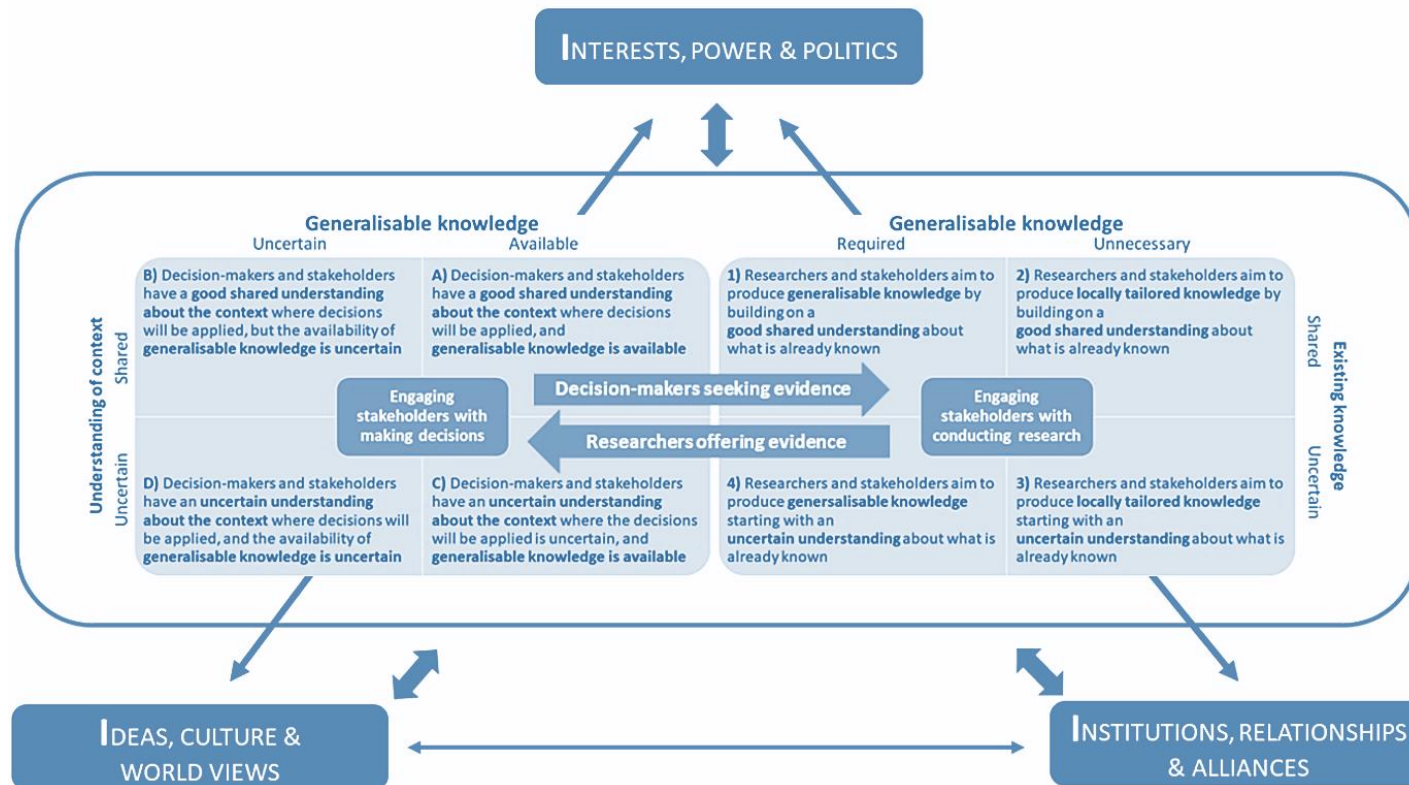 INTERESTS, POWER & POLITICS
Generalisable knowledge
Uncertain
Available
Generalisable knowledge
Required
Unnecessary
Understanding of context
Shared
Uncertain
B) Decision-makers and stakeholders
have a good shared understanding
about the context where decisions
will be applied, but the availability of
generalisable knowledge is uncertain
A) Decision-makers and stakeholders
have a good shared understanding
about the context where decisions
will be applied, and
generalisable knowledge is available
1) Researchers and stakeholders aim to
produce generalisable knowledge by
building on a
good shared understanding about
what is already known
2) Researchers and stakeholders aim to
produce locally tailored knowledge by
building on a
good shared understanding about
what is already known
Shared
Uncertain
Existing knowledge
Engaging
stakeholders with
making decisions
Decision-makers seeking evidence
Researchers offering evidence
Engaging
stakeholders with
conducting research
D) Decision-makers and stakeholders
have an uncertain understanding
about the context where decisions will
be applied, and the availability of
generalisable knowledge is uncertain
C) Decision-makers and stakeholders
have an uncertain understanding
about the context where the decisions
will be applied is uncertain, and
generalisable knowledge is available
4) Researchers and stakeholders aim to
produce genersalisable knowledge
starting with an
uncertain understanding about what is
already known
3) Researchers and stakeholders aim to
produce locally tailored knowledge
starting with an
uncertain understanding about what is
already known
IDEAS, CULTURE &
WORLD VIEWS
INSTITUTIONS, RELATIONSHIPS
& ALLIANCES